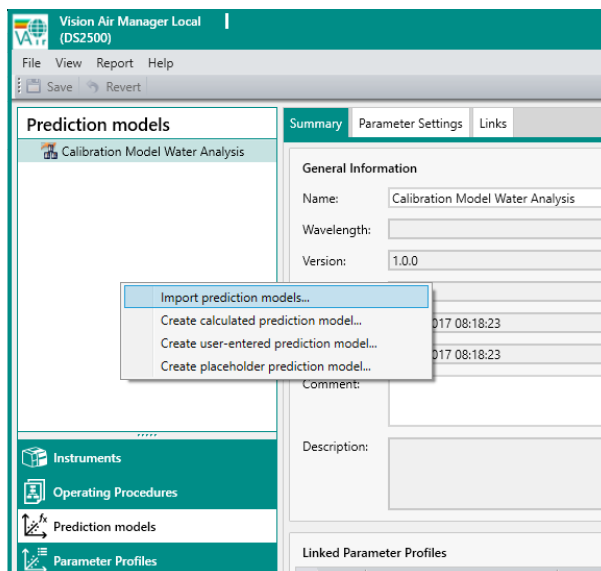 Vision Air Manager Local
(DS2500)
File View Report Help
Save Revert
Prediction models
Calibration Model Water Analysis
Summary Parameter Settings Links
General Information
Name: Calibration Model Water Analysis
Wavelength:
Version: 1.0.0
Import prediction models...
Create calculated prediction model... 017 08:18:23
Create user-entered prediction model...
017 08:18:23
Create placeholder prediction model...
Comment:
Description:
Instruments
Operating Procedures
Prediction models
Parameter Profiles
Linked Parameter Profiles